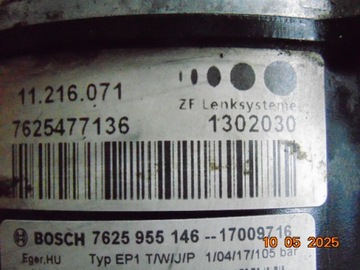 11.216.071
ZF Lenksysteme
7625477136 1302030
BOSCH 7625 955 146 --17009716
Eger.HU Typ EP1 T/W/J/P 1/04/17/105 bar
10 05 2025